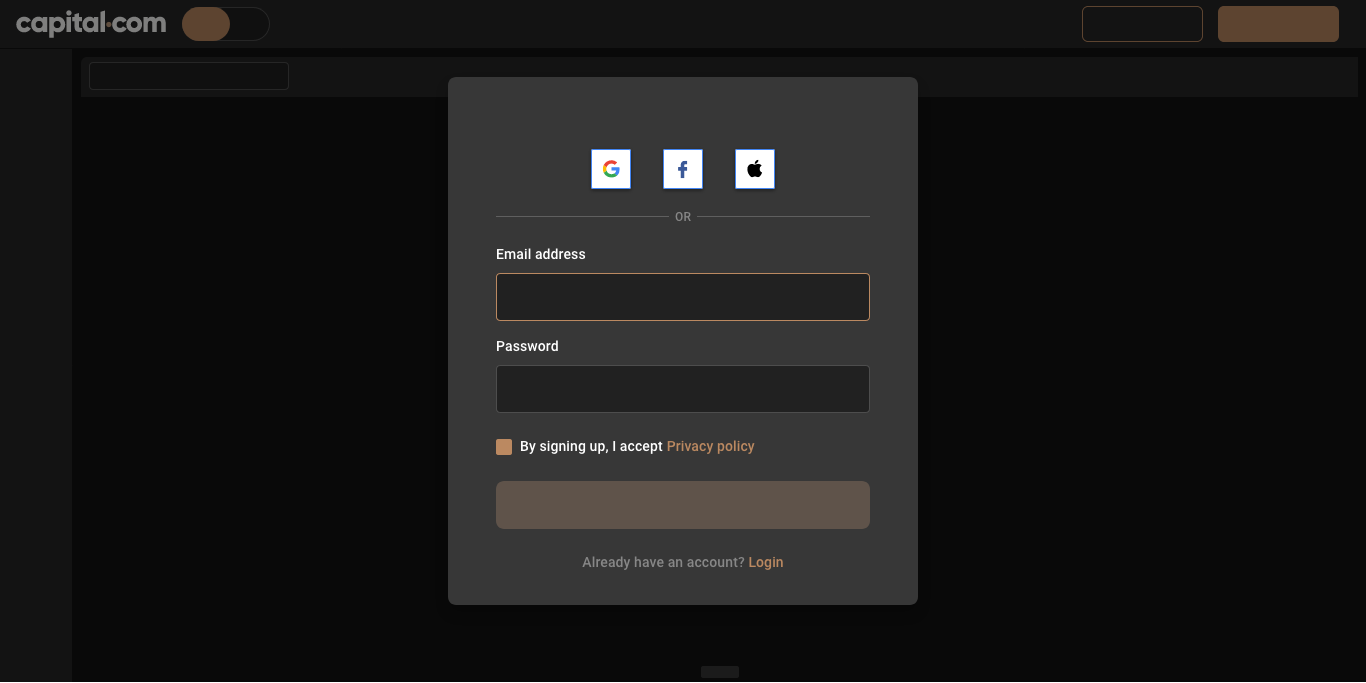 capital.com
OR
Email address
Password
By signing up, I accept Privacy policy
Already have an account? Login